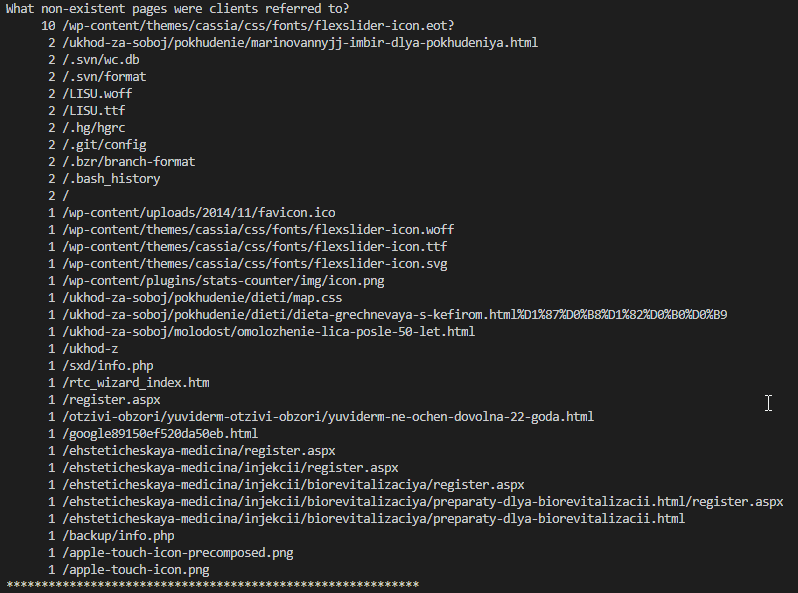 What non-existent pages were clients referred to?
10 /wp-content/themes/cassia/css/fonts/flexslider-icon.eot?
2 /ukhod-za-soboj/pokhudenie/marinovannyjj-imbir-dlya-pokhudeniya.html
2 /.svn/wc.db
2 /.svn/format
2 /LISU.woff
2 /LISU.ttf
2 /.hg/hgrc
2 /.git/config
2 /.bzr/branch-format
2 /.bash_history
2 /
1 /wp-content/uploads/2014/11/favicon.ico
1 /wp-content/themes/cassia/css/fonts/flexslider-icon.woff
1 /wp-content/themes/cassia/css/fonts/flexslider-icon.ttf
1 /wp-content/themes/cassia/css/fonts/flexslider-icon.svg
1 /wp-content/plugins/stats-counter/img/icon.png
1 /ukhod-za-soboj/pokhudenie/dieti/map.css
1 /ukhod-za-soboj/pokhudenie/dieti/dieta-grechnevaya-s-kefirom.html%D1%87%D0%B8%D1%82%D0%B0%D0%B9
1 /ukhod-za-soboj/molodost/omolozhenie-lica-posle-50-let.html
1 /ukhod-z
1 /sxd/info.php
1 /rtc_wizard_index.htm
1 /register.aspx
1 /otzivi-obzori/yuviderm-otzivi-obzori/yuviderm-ne-ochen-dovolna-22-goda.html
1 /google89150ef520da50eb.html
1 /ehsteticheskaya-medicina/register.aspx
1 /ehsteticheskaya-medicina/injekcii/register.aspx
1 /ehsteticheskaya-medicina/injekcii/biorevitalizaciya/register.aspx
1 /ehsteticheskaya-medicina/injekcii/biorevitalizaciya/preparaty-dlya-biorevitalizacii.html/register.aspx
1 /ehsteticheskaya-medicina/injekcii/biorevitalizaciya/preparaty-dlya-biorevitalizacii.html
1 /backup/info.php
1 /apple-touch-icon-precomposed.png
1 /apple-touch-icon.png
***********************************************************